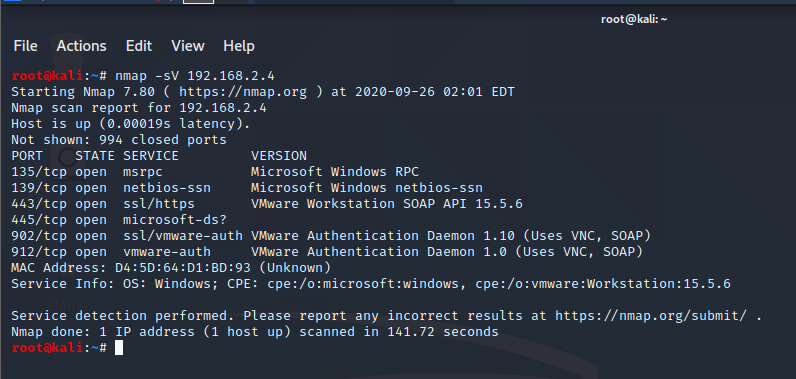 root@kali: ~
File Actions Edit View Help
root@kali:~# nmap -sV 192.168.2.4
Starting Nmap 7.80 ( https://nmap.org ) at 2020-09-26 02:01 EDT
Nmap scan report for 192.168.2.4
Host is up (0.00019s latency).
Not shown: 994 closed ports
PORT    STATE SERVICE         VERSION
135/tcp open  msrpc           Microsoft Windows RPC
139/tcp open  netbios-ssn     Microsoft Windows netbios-ssn
443/tcp open  ssl/https       VMware Workstation SOAP API 15.5.6
445/tcp open  microsoft-ds?
902/tcp open  ssl/vmware-auth VMware Authentication Daemon 1.10 (Uses VNC, SOAP)
912/tcp open  vmware-auth     VMware Authentication Daemon 1.0 (Uses VNC, SOAP)
MAC Address: D4:5D:64:D1:BD:93 (Unknown)
Service Info: OS: Windows; CPE: cpe:/o:microsoft:windows, cpe:/o:vmware:Workstation:15.5.6

Service detection performed. Please report any incorrect results at https://nmap.org/submit/ .
Nmap done: 1 IP address (1 host up) scanned in 141.72 seconds
root@kali:~#